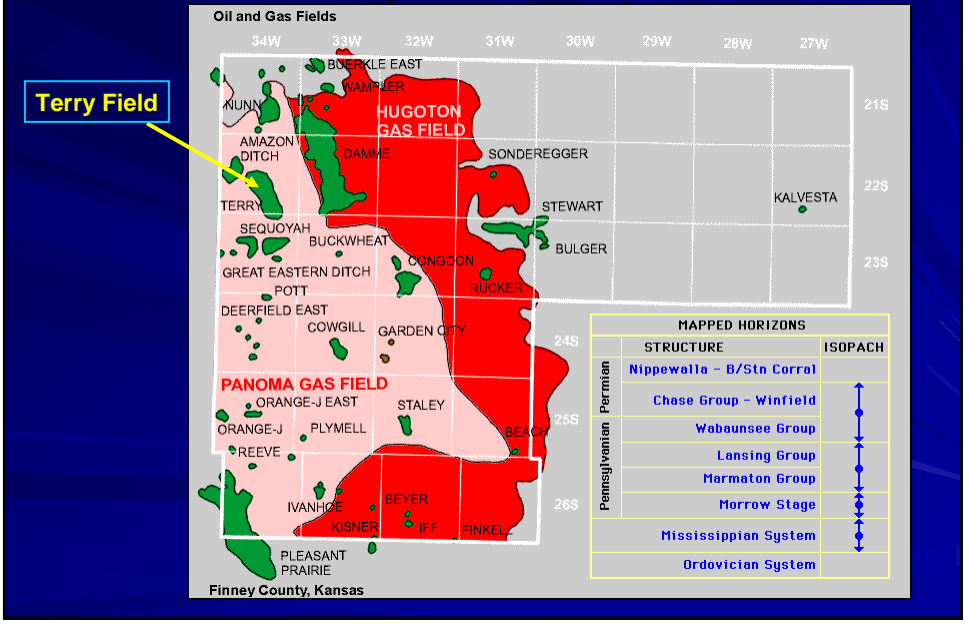 Oil and Gas Fields
34W 33W 32W 31W 30W 29W 28W 27W
BUERKLE EAST
WAMPLER
Terry Field
NUNN
HUGOTON
GAS FIELD
21S
AMAZON
DITCH
DAMME
SONDEREGGER
22S
KALVESTA
TERRY
STEWART
SEQUOYAH
BUCKWHEAT
BULGER
CONGDON
23S
GREAT EASTERN DITCH
RUCKER
POTT
DEERFIELD EAST
COWGILL
GARDEN CITY
24S
PANOMA GAS FIELD
ORANGE-J EAST
STALEY
25S
ORANGE-J
PLYMELL
BEACH
REEVE
IVANHOE
BEYER
26S
KISNER
IFF
FINKELL
PLEASANT
PRAIRIE
Finney County, Kansas
MAPPED HORIZONS
STRUCTURE ISOPACH
Permian
Nippewalla - B/Stn Corral
Chase Group - Winfield
Pennsylvanian
Wabaunsee Group
Lansing Group
Marmaton Group
Morrow Stage
Mississippian System
Ordovician System